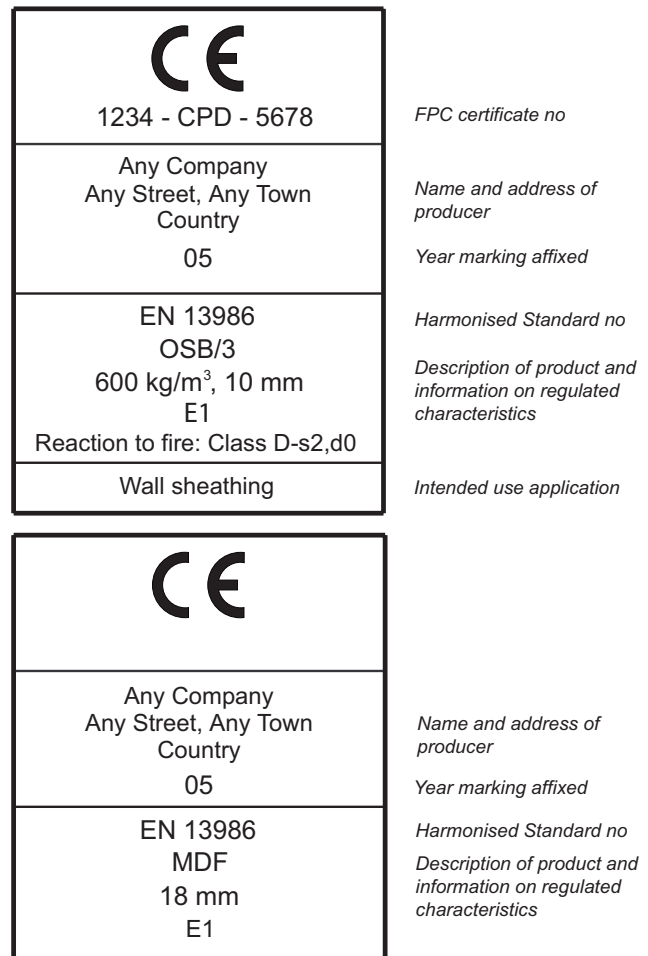 CE
1234 - CPD - 5678
FPC certificate no
Any Company
Any Street, Any Town
Country
Name and address of
producer
05
Year marking affixed
EN 13986
Harmonised Standard no
OSB/3
600 kg/m³, 10 mm
E1
Reaction to fire: Class D-s2,d0
Description of product and
information on regulated
characteristics
Wall sheathing
Intended use application
CE
Any Company
Any Street, Any Town
Country
Name and address of
producer
05
Year marking affixed
EN 13986
Harmonised Standard no
MDF
18 mm
E1
Description of product and
information on regulated
characteristics